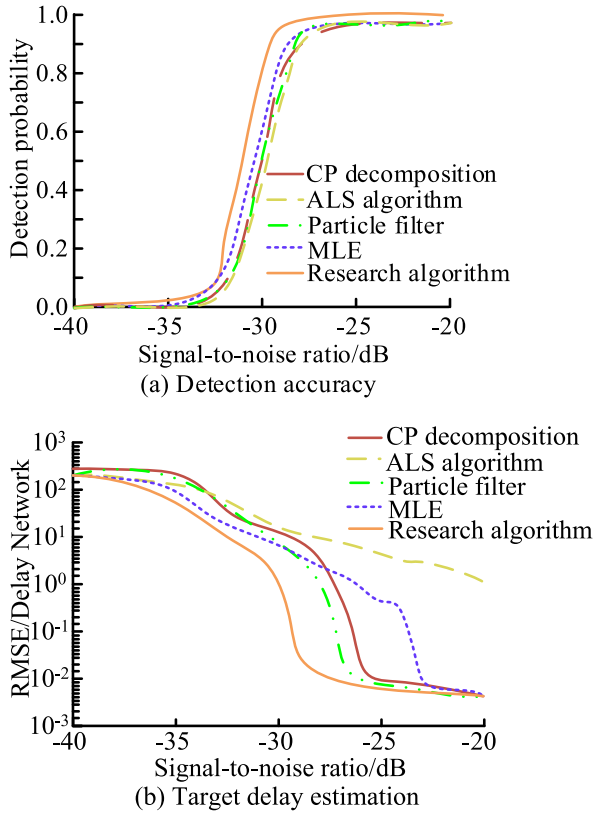 Detection probability
1.0
0.8
0.6
0.4
0.2
0.0
CP decomposition
ALS algorithm
Particle filter
MLE
Research algorithm
-40 -35 -30 -25 -20
Signal-to-noise ratio/dB
(a) Detection accuracy
RMSE/Delay Network
10³
10²
10¹
10⁰
10⁻¹
10⁻²
10⁻³
CP decomposition
ALS algorithm
Particle filter
MLE
Research algorithm
-40 -35 -30 -25 -20
Signal-to-noise ratio/dB
(b) Target delay estimation